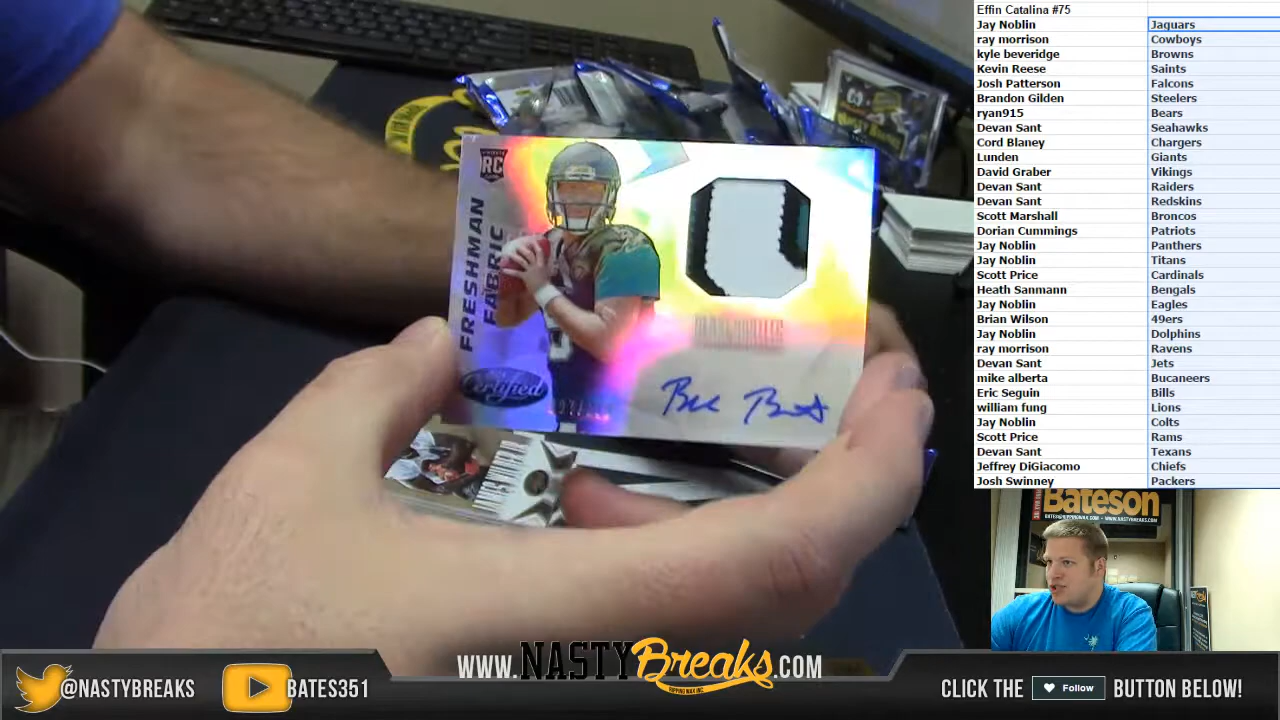 Effin Catalina #75
Jay Noblin Jaguars
ray morrison Cowboys
kyle beveridge Browns
Kevin Reese Saints
Josh Patterson Falcons
Brandon Gilden Steelers
ryan915 Bears
Devan Sant Seahawks
Cord Blaney Chargers
Lunden Giants
David Graber Vikings
Devan Sant Raiders
Devan Sant Redskins
Scott Marshall Broncos
Dorian Cummings Patriots
Jay Noblin Panthers
Jay Noblin Titans
Scott Price Cardinals
Heath Sanmann Bengals
Jay Noblin Eagles
Brian Wilson 49ers
Jay Noblin Dolphins
ray morrison Ravens
Devan Sant Jets
mike alberta Bucaneers
Eric Seguin Bills
william fung Lions
Jay Noblin Colts
Scott Price Rams
Devan Sant Texans
Jeffrey DiGiacomo Chiefs
Josh Swinney Packers
RC
FRESHMAN
FABRIC
Certified
Bateson
@NASTYBREAKS
BATES351
WWW.NASTYBreaks.COM
RIPPING WAX INC.
CLICK THE Follow BUTTON BELOW!